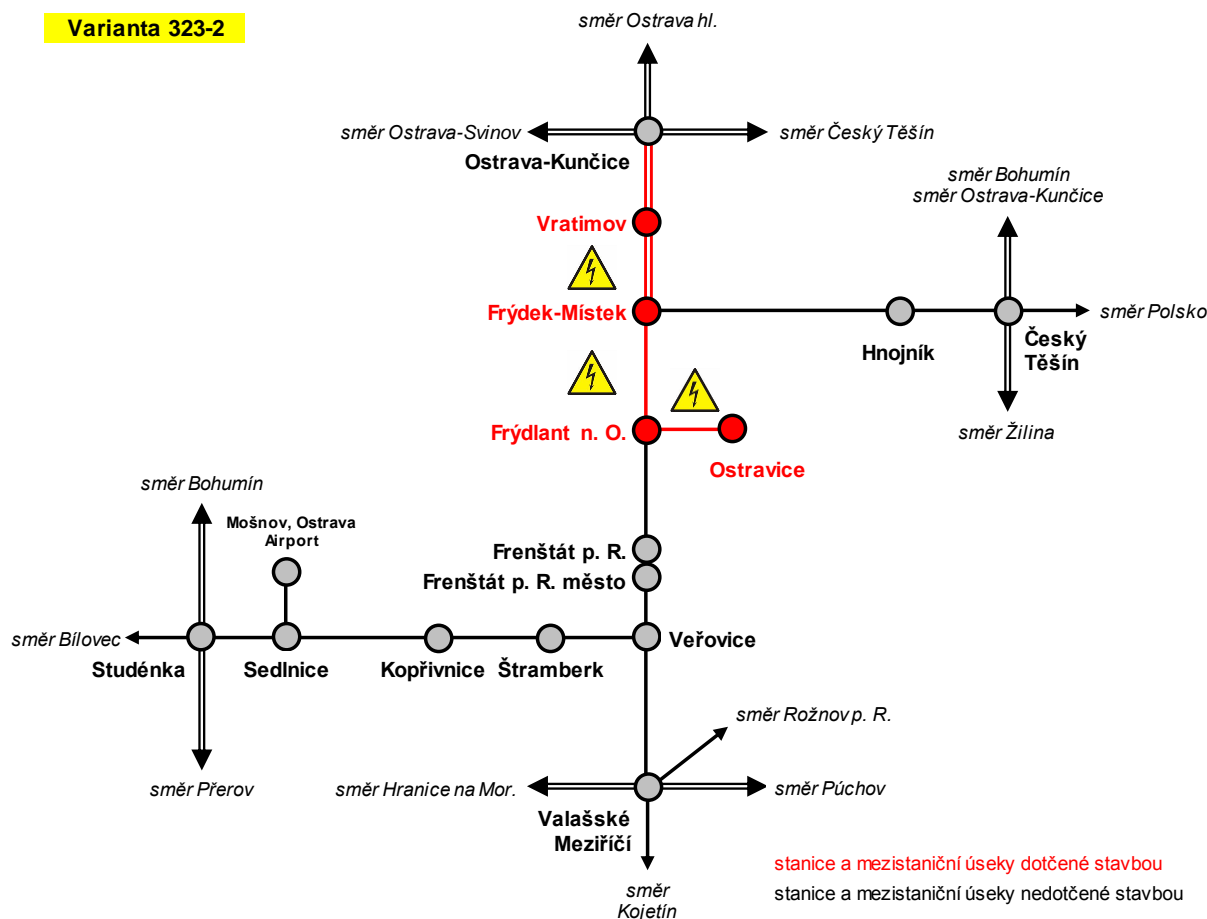 Varianta 323-2
směr Ostrava hl.
směr Ostrava-Svinov
směr Český Těšín
Ostrava-Kunčice
směr Bohumín
směr Ostrava-Kunčice
Vratimov
Frýdek-Místek
směr Polsko
Hnojník
Český
Těšín
Frýdlant n. O.
směr Žilina
Ostravice
směr Bohumín
Mošnov, Ostrava
Airport
Frenštát p. R.
Frenštát p. R. město
směr Bílovec
Veřovice
Studénka
Sedlnice
Kopřivnice
Štramberk
směr Rožnov p. R.
směr Přerov
směr Hranice na Mor.
směr Púchov
Valašské
Meziříčí
stanice a mezistaniční úseky dotčené stavbou
stanice a mezistaniční úseky nedotčené stavbou
směr
Kojetín